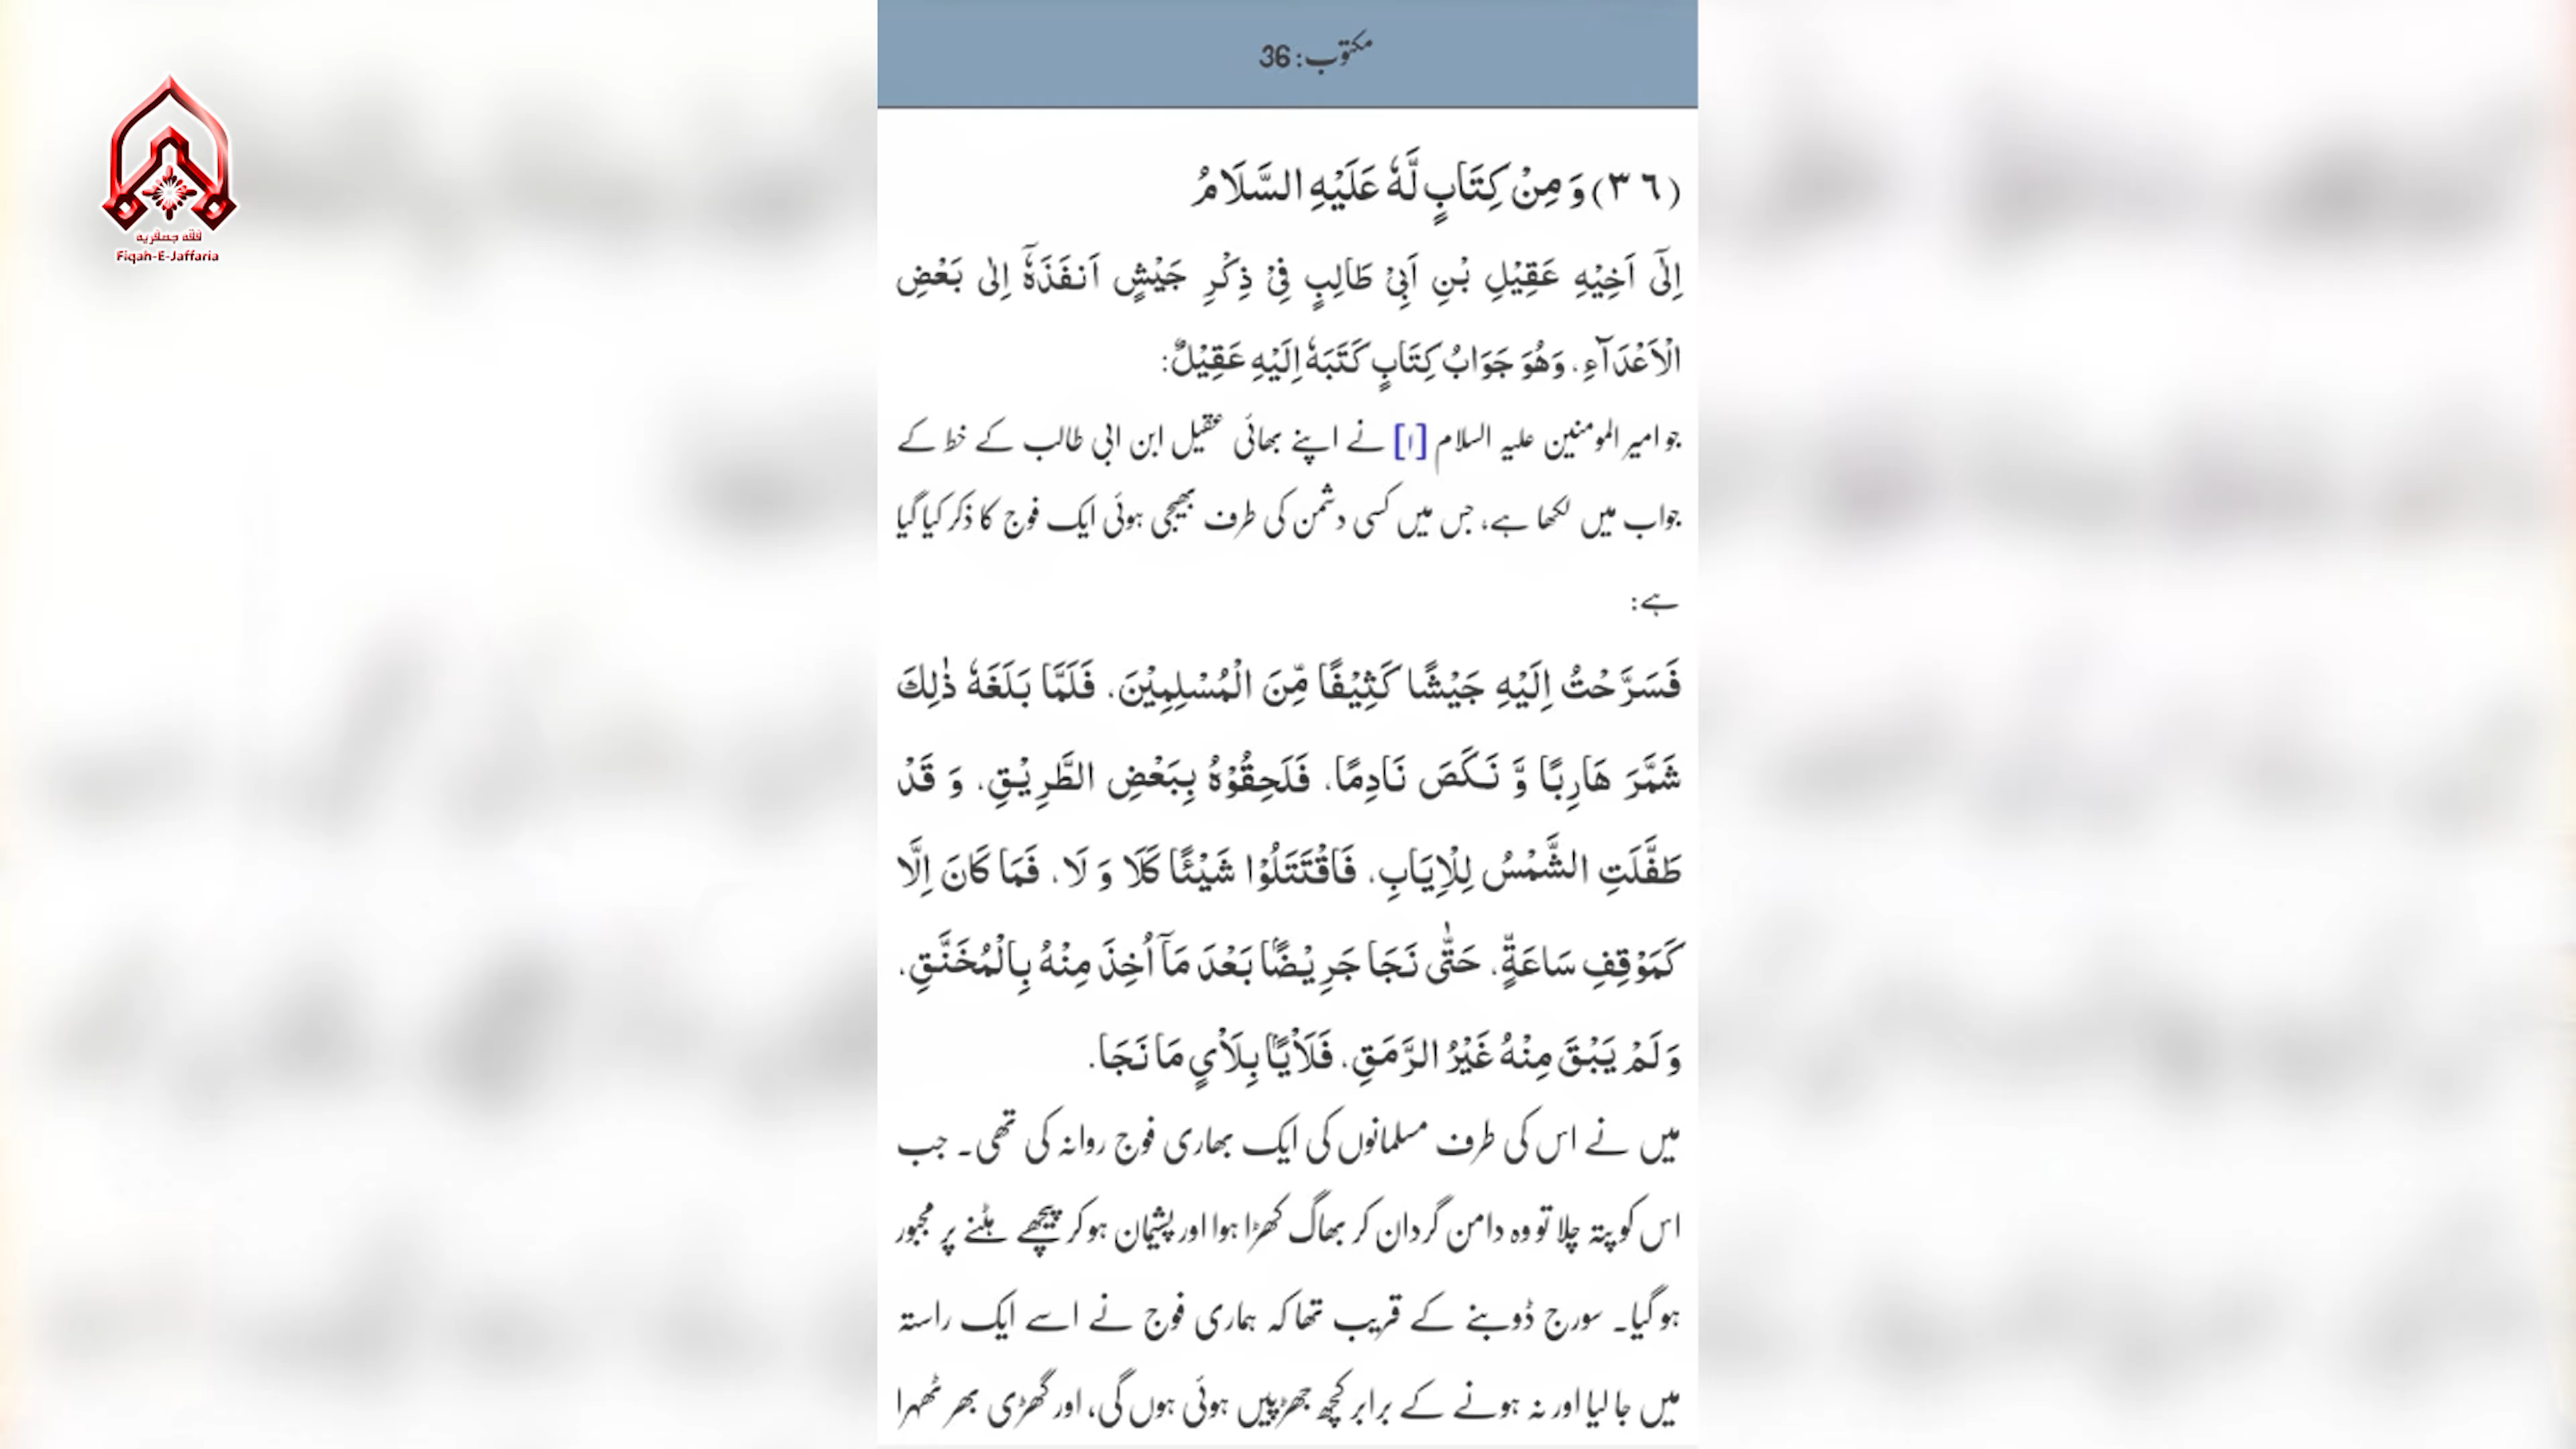 مکتوب: 36
فقہ جعفریہ
Fiqah-E-Jaffaria
(٣٦) وَ مِنْ كِتَابٍ لَّهٗ عَلَیْهِ السَّلَامُ
اِلٰۤى اَخِیْهِ عَقِیْلِ بْنِ اَبِیْ طَالِبٍ فِیْ ذِكْرِ جَیْشٍ اَنفَذَهٗۤ اِلٰى بَعْضِ
الْاَعْدَآءِ، وَهُوَ جَوَابُ كِتَابٍ كَتَبَهٗ اِلَیْهِ عَقِیْلٌ:
جو امیر المومنین علیہ السلام [۱] نے اپنے بھائی عقیل ابن ابی طالب کے خط کے
جواب میں لکھا ہے، جس میں کسی دشمن کی طرف بھیجی ہوئی ایک فوج کا ذکر کیا گیا
ہے:
فَسَرَّحْتُ اِلَیْهِ جَیْشًا كَثِیْفًا مِّنَ الْمُسْلِمِیْنَ، فَلَمَّا بَلَغَهٗ ذٰلِكَ
شَمَّرَ هَارِبًا وَّ نَكَصَ نَادِمًا، فَلَحِقُوْهُ بِبَعْضِ الطَّرِیْقِ، وَ قَدْ
طَفَّلَتِ الشَّمْسُ لِلْاِیَابِ، فَاقْتَتَلُوْا شَیْئًا كَلَا وَ لَا، فَمَا كَانَ اِلَّا
كَمَوْقِفِ سَاعَةٍ، حَتّٰى نَجَا جَرِیْضًۢا بَعْدَ مَاۤ اُخِذَ مِنْهُ بِالْمُخَنَّقِ،
وَ لَمْ یَبْقَ مِنْهُ غَیْرُ الرَّمَقِ، فَلَاْیًۢا بِلَاْیٍ مَا نَجَا.
میں نے اس کی طرف مسلمانوں کی ایک بھاری فوج روانہ کی تھی۔ جب
اس کو پتہ چلا تو وہ دامن گردان کر بھاگ کھڑا ہوا اور پشیمان ہو کر پیچھے ہٹنے پر مجبور
ہو گیا۔ سورج ڈوبنے کے قریب تھا کہ ہماری فوج نے اسے ایک راستہ
میں جا لیا اور نہ ہونے کے برابر کچھ جھڑپیں ہوئی ہوں گی، اور گھڑی بھر ٹھہرا